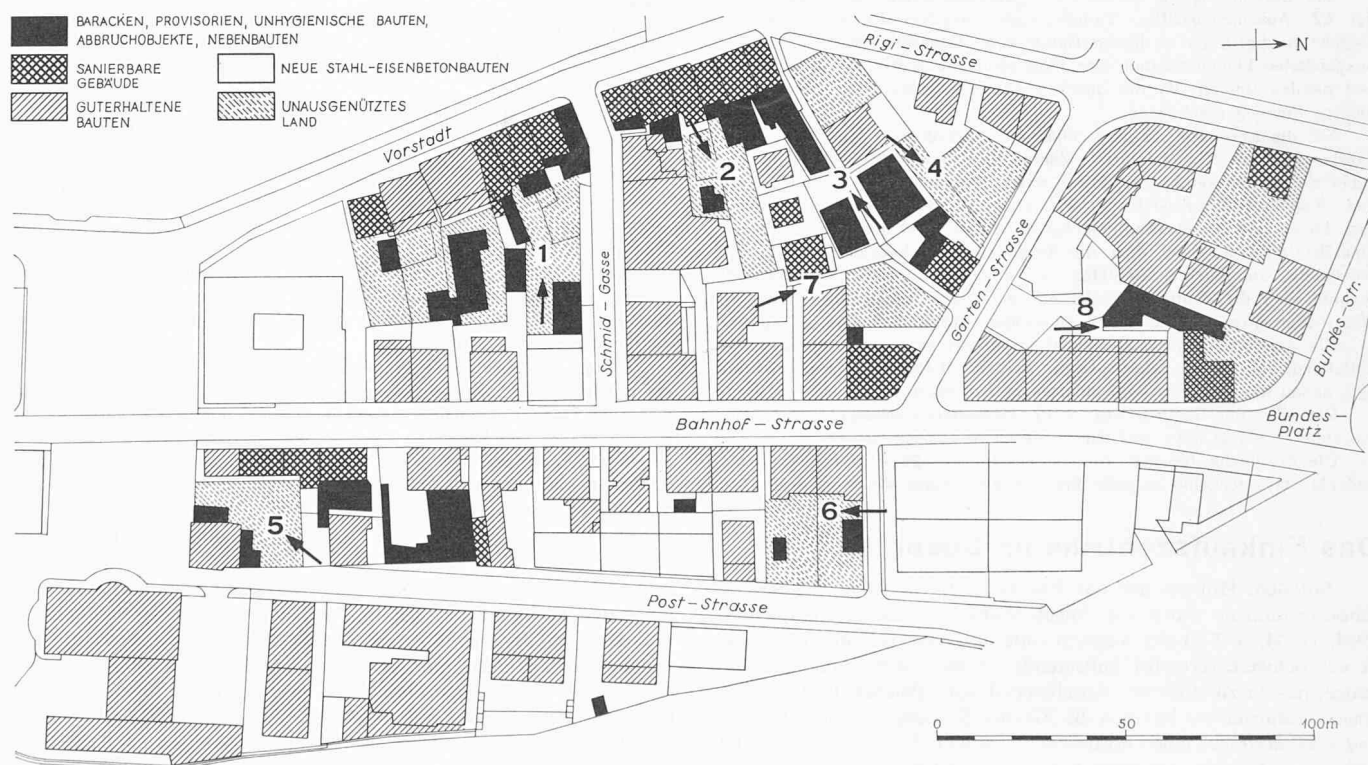 BARACKEN, PROVISORIEN, UNHYGIENISCHE BAUTEN,
ABBRUCHOBJEKTE, NEBENBAUTEN
SANIERBARE
GEBÄUDE
NEUE STAHL-EISENBETONBAUTEN
GUTERHALTENE
BAUTEN
UNAUSGENÜTZTES
LAND
Vorstadt
Rigi-Strasse
N
1
2
3
4
Schmid-Gasse
7
Garten-Strasse
8
Bundes-Str.
Bahnhof-Strasse
Bundes-
Platz
5
6
Post-Strasse
0 50 100m